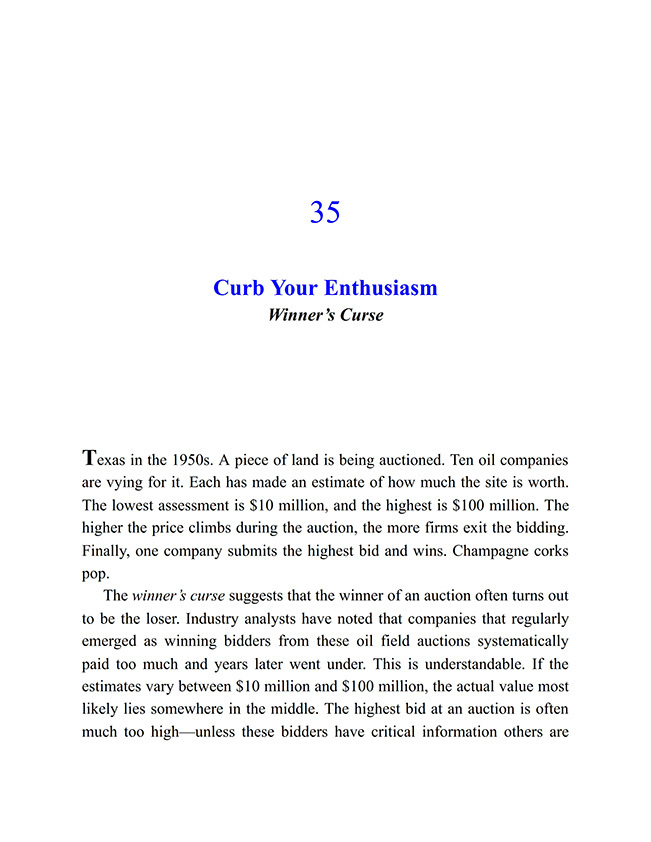 35
Curb Your Enthusiasm
Winner’s Curse
Texas in the 1950s. A piece of land is being auctioned. Ten oil companies
are vying for it. Each has made an estimate of how much the site is worth.
The lowest assessment is $10 million, and the highest is $100 million. The
higher the price climbs during the auction, the more firms exit the bidding.
Finally, one company submits the highest bid and wins. Champagne corks
pop.
The winner’s curse suggests that the winner of an auction often turns out
to be the loser. Industry analysts have noted that companies that regularly
emerged as winning bidders from these oil field auctions systematically
paid too much and years later went under. This is understandable. If the
estimates vary between $10 million and $100 million, the actual value most
likely lies somewhere in the middle. The highest bid at an auction is often
much too high—unless these bidders have critical information others are